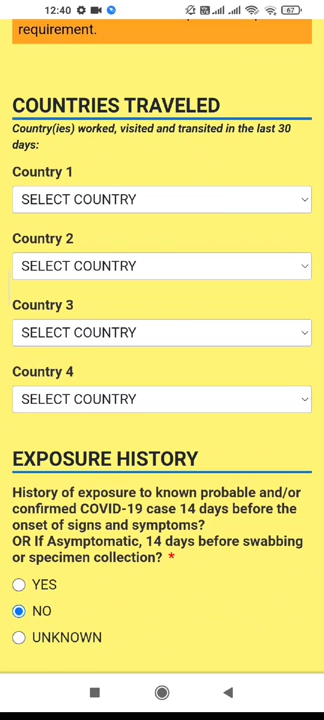 12:40
67
requirement.
COUNTRIES TRAVELED
Country(ies) worked, visited and transited in the last 30
days:
Country 1
SELECT COUNTRY
Country 2
SELECT COUNTRY
Country 3
SELECT COUNTRY
Country 4
SELECT COUNTRY
EXPOSURE HISTORY
History of exposure to known probable and/or
confirmed COVID-19 case 14 days before the
onset of signs and symptoms?
OR If Asymptomatic, 14 days before swabbing
or specimen collection? *
YES
NO
UNKNOWN